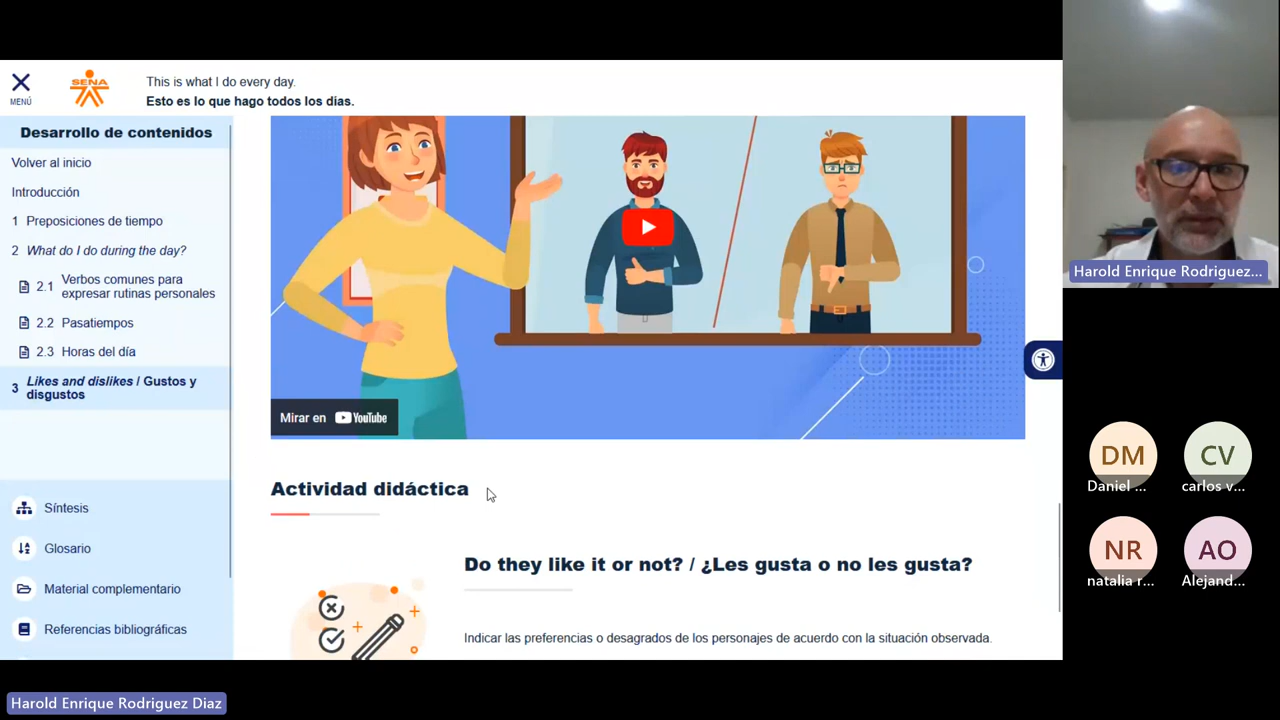 MENÚ
SENA
This is what I do every day.
Esto es lo que hago todos los dias.
Desarrollo de contenidos
Volver al inicio
Introducción
1 Preposiciones de tiempo
2 What do I do during the day?
2.1 Verbos comunes para
expresar rutinas personales
2.2 Pasatiempos
2.3 Horas del día
3 Likes and dislikes / Gustos y
disgustos
Síntesis
Glosario
Material complementario
Referencias bibliográficas
Mirar en YouTube
Actividad didáctica
Do they like it or not? / ¿Les gusta o no les gusta?
Indicar las preferencias o desagrados de los personajes de acuerdo con la situación observada.
Harold Enrique Rodriguez...
DM
Daniel ...
CV
carlos v...
NR
natalia r...
AO
Alejand...
Harold Enrique Rodriguez Diaz